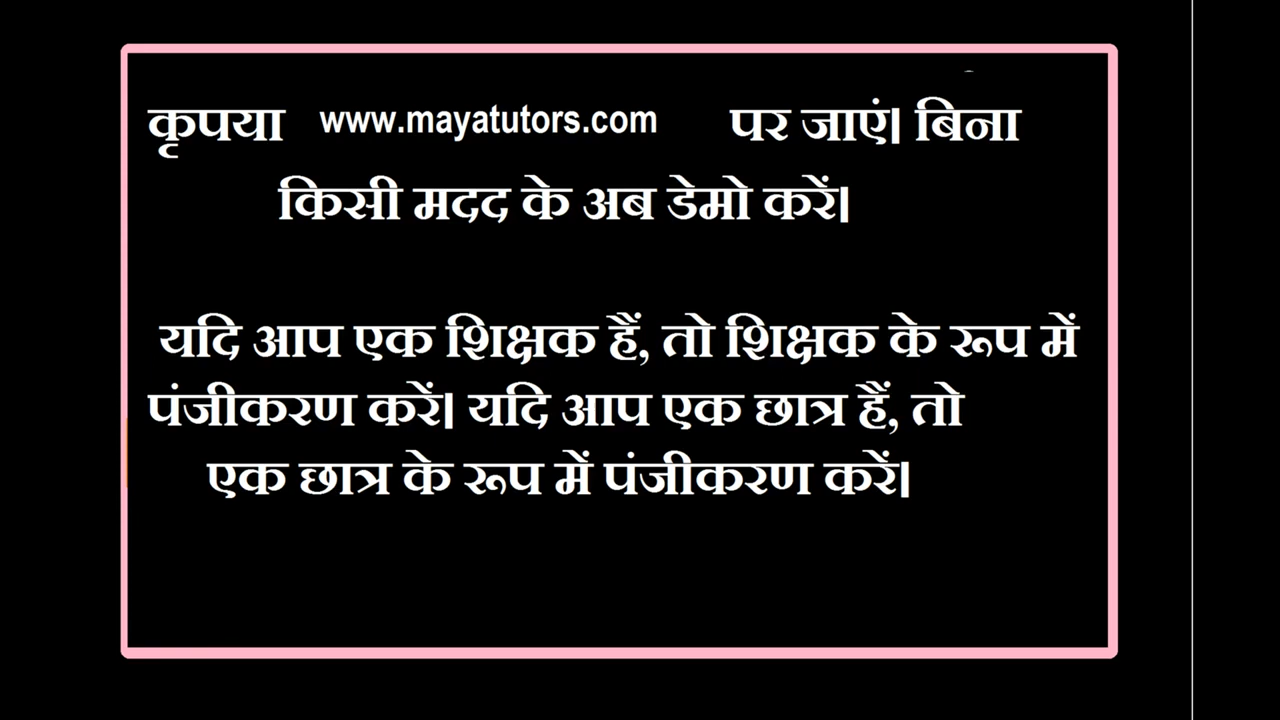 कृपया www.mayatutors.com पर जाएं। बिना
किसी मदद के अब डेमो करें।
यदि आप एक शिक्षक हैं, तो शिक्षक के रूप में
पंजीकरण करें। यदि आप एक छात्र हैं, तो
एक छात्र के रूप में पंजीकरण करें।